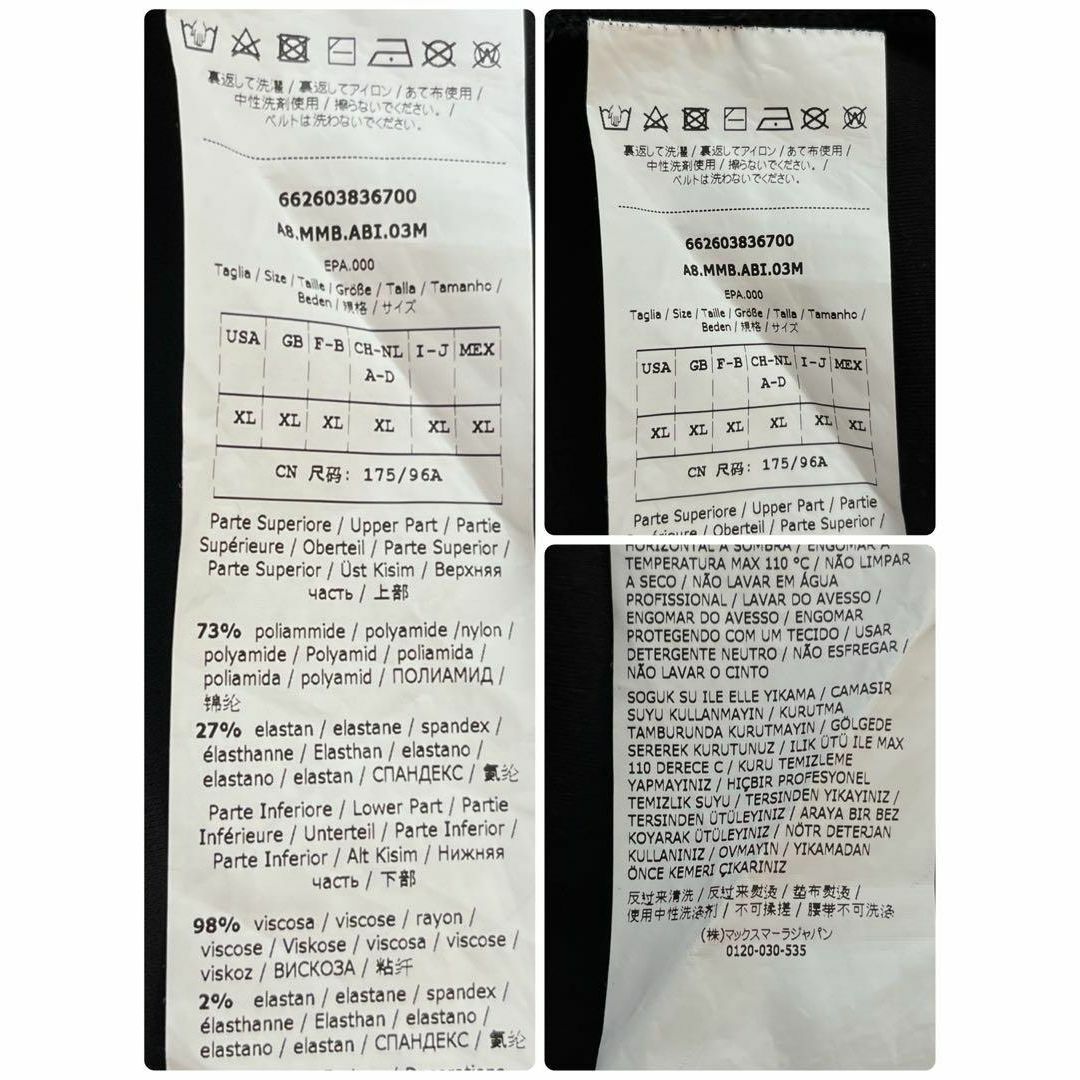 裏返して洗濯 / 裏返してアイロン / あて布使用 /
中性洗剤使用 / 擦らないでください。 /
ベルトは洗わないでください。
662603836700
A8.MMB.ABI.03M
EPA.000
Taglia / Size / Taille / Größe / Talla / Tamanho /
Beden / 規格 / サイズ
USA GB F-B CH-NL I-J MEX
A-D
XL XL XL XL XL XL
CN 尺码: 175/96A
Parte Superiore / Upper Part / Partie
Supérieure / Oberteil / Parte Superior /
Parte Superior / Üst Kisim / Верхняя
часть / 上部
73% poliammide / polyamide /nylon /
polyamide / Polyamid / poliamida /
poliamida / polyamid / ПОЛИАМИД /
锦纶
27% elastan / elastane / spandex /
élasthanne / Elasthan / elastano /
elastano / elastan / СПАНДЕКС / 氨纶
Parte Inferiore / Lower Part / Partie
Inférieure / Unterteil / Parte Inferior /
Parte Inferior / Alt Kisim / Нижняя
часть / 下部
98% viscosa / viscose / rayon /
viscose / Viskose / viscosa / viscose /
viskoz / ВИСКОЗА / 粘纤
2% elastan / elastane / spandex /
élasthanne / Elasthan / elastano /
elastano / elastan / СПАНДЕКС / 氨纶
裏返して洗濯 / 裏返してアイロン / あて布使用 /
中性洗剤使用 / 擦らないでください。 /
ベルトは洗わないでください。
662603836700
A8.MMB.ABI.03M
EPA.000
Taglia / Size / Taille / Größe / Talla / Tamanho /
Beden / 規格 / サイズ
USA GB F-B CH-NL I-J MEX
A-D
XL XL XL XL XL XL
CN 尺码: 175/96A
Parte Superiore / Upper Part / Partie
Oberteil / Parte Superior /
HORIZONTAL À SOMBRA / ENGOMAR A
TEMPERATURA MAX 110 °C / NÃO LIMPAR
A SECO / NÃO LAVAR EM ÁGUA
PROFISSIONAL / LAVAR DO AVESSO /
ENGOMAR DO AVESSO / ENGOMAR
PROTEGENDO COM UM TECIDO / USAR
DETERGENTE NEUTRO / NÃO ESFREGAR /
NÃO LAVAR O CINTO
SOGUK SU ILE ELLE YIKAMA / CAMASIR
SUYU KULLANMAYIN / KURUTMA
TAMBURUNDA KURUTMAYIN / GÖLGEDE
SEREREK KURUTUNUZ / ILIK ÜTÜ ILE MAX
110 DERECE C / KURU TEMIZLEME
YAPMAYINIZ / HIÇBIR PROFESYONEL
TEMIZLIK SUYU / TERSINDEN YIKAYINIZ /
TERSINDEN ÜTÜLEYINIZ / ARAYA BIR BEZ
KOYARAK ÜTÜLEYINIZ / NÖTR DETERJAN
KULLANINIZ / OVMAYIN / YIKAMADAN
ÖNCE KEMERI ÇIKARINIZ
反过来清洗 / 反过来熨烫 / 垫布熨烫 /
使用中性洗涤剂 / 不可揉搓 / 腰带不可洗涤
(株)マックスマーラジャパン
0120-030-535